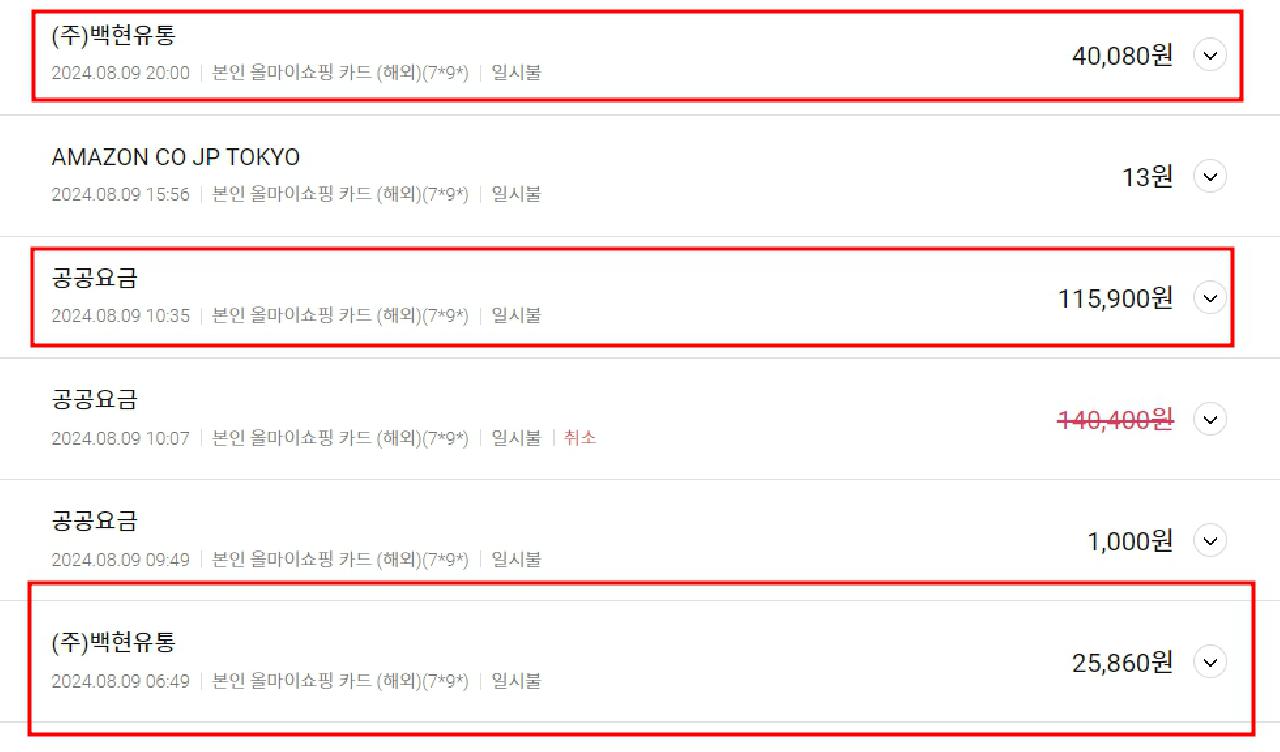 (주)백현유통
2024.08.09 20:00 | 본인 올마이쇼핑 카드 (해외)(7*9*) | 일시불
40,080원
AMAZON CO JP TOKYO
2024.08.09 15:56 | 본인 올마이쇼핑 카드 (해외)(7*9*) | 일시불
13원
공공요금
2024.08.09 10:35 | 본인 올마이쇼핑 카드 (해외)(7*9*) | 일시불
115,900원
공공요금
2024.08.09 10:07 | 본인 올마이쇼핑 카드 (해외)(7*9*) | 일시불 | 취소
140,400원
공공요금
2024.08.09 09:49 | 본인 올마이쇼핑 카드 (해외)(7*9*) | 일시불
1,000원
(주)백현유통
2024.08.09 06:49 | 본인 올마이쇼핑 카드 (해외)(7*9*) | 일시불
25,860원